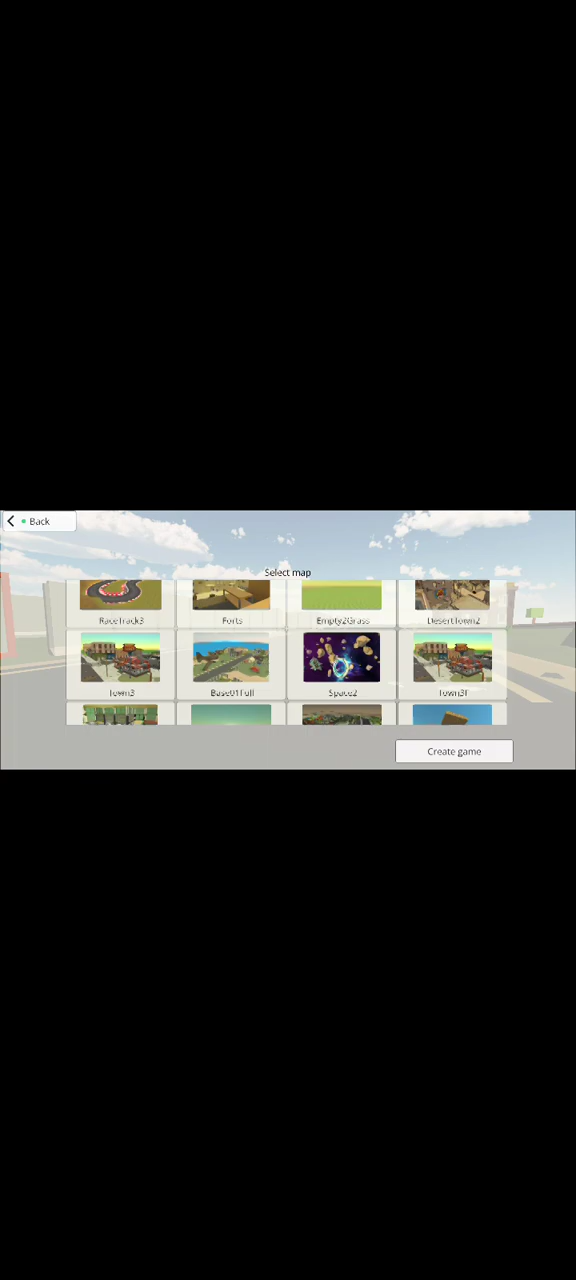 Back
Select map
RaceTrack3 Forts Empty2Grass DesertTown2
Town3 Base01Full Space2 Town3f
Create game